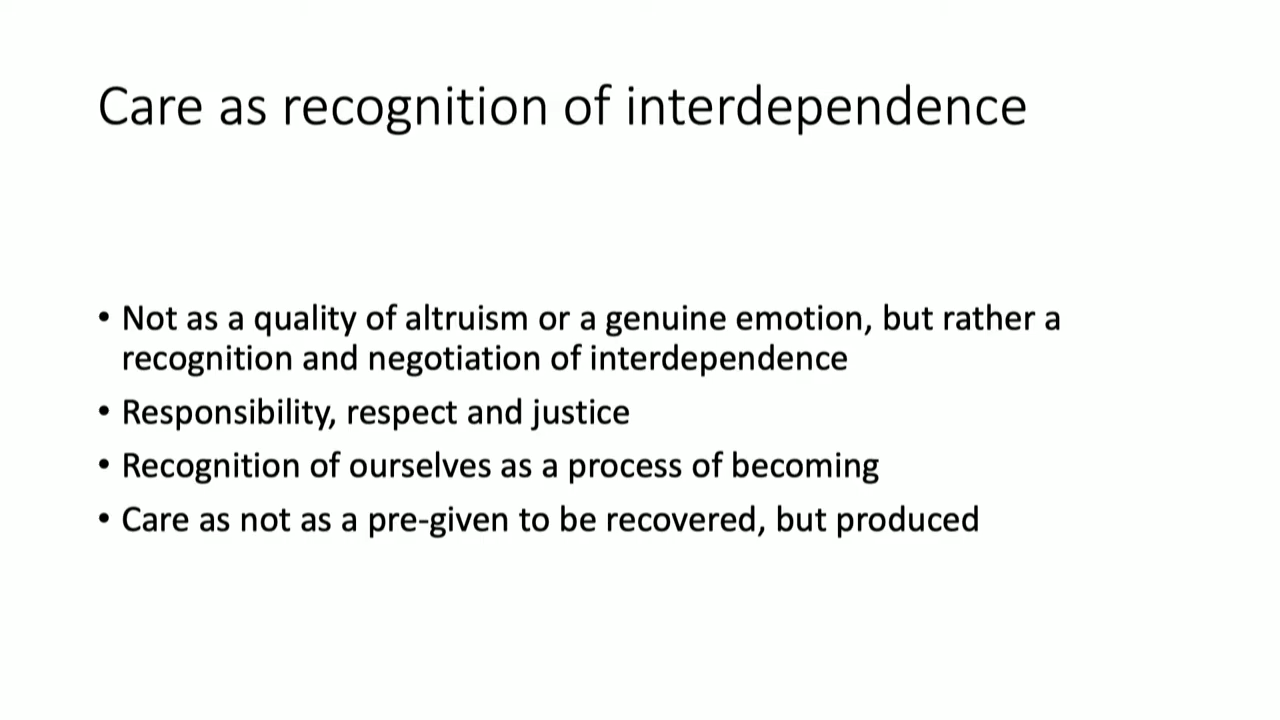 Care as recognition of interdependence
• Not as a quality of altruism or a genuine emotion, but rather a
recognition and negotiation of interdependence
• Responsibility, respect and justice
• Recognition of ourselves as a process of becoming
• Care as not as a pre-given to be recovered, but produced